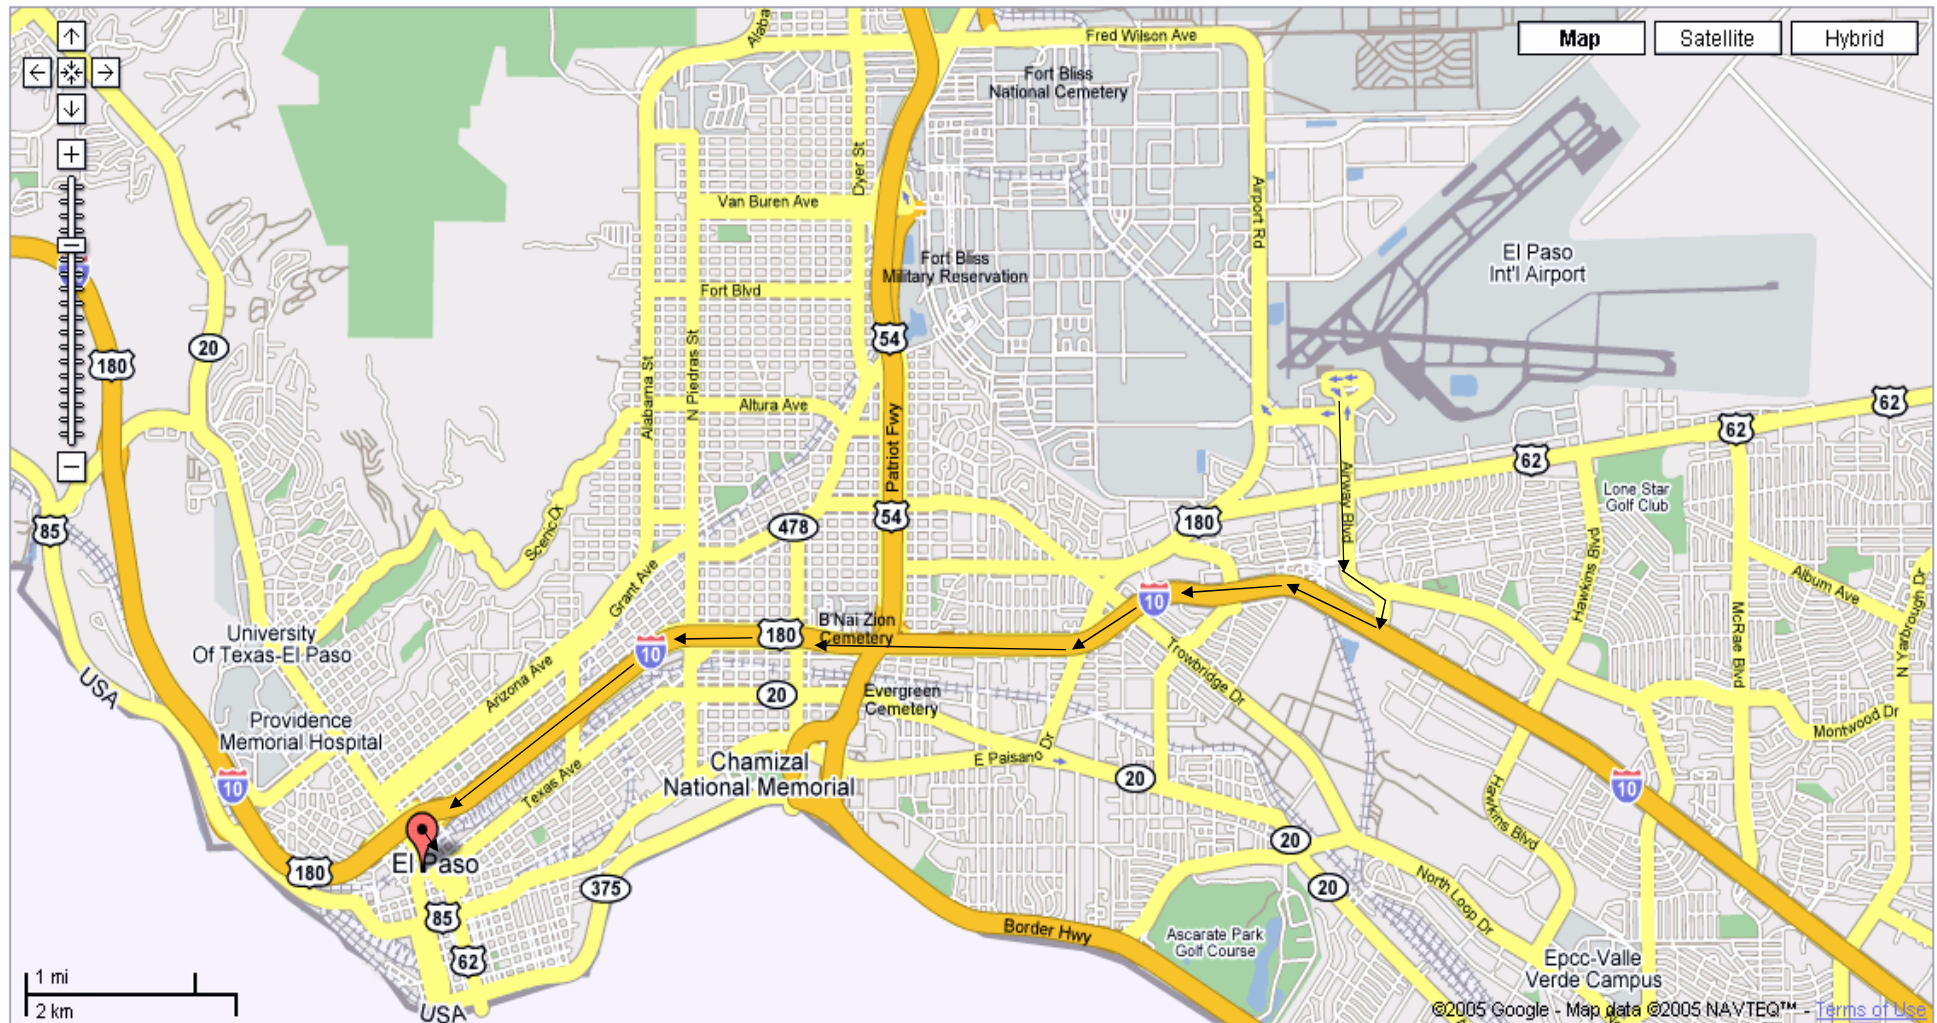 Map
Satellite
Hybrid
Alaba
Fred Wilson Ave
Fort Bliss
National Cemetery
Dyer St
Airport Rd
Van Buren Ave
El Paso
Int'l Airport
Fort Bliss
Military Reservation
Fort Blvd
54
20
180
Alabama St
N Piedras St
Altura Ave
Patriot Fwy
62
62
62
Airway Blvd
Lone Star
Golf Club
85
Scenic Dr
478
54
180
Hawkins Blvd
Album Ave
N Yarbrough Dr
McRae Blvd
Grant Ave
10
B'Nai Zion
Cemetery
180
10
University
Of Texas-El Paso
USA
Arizona Ave
Trowbridge Dr
20
Evergreen
Cemetery
Montwood Dr
Providence
Memorial Hospital
Chamizal
National Memorial
E Paisano Dr
20
10
Texas Ave
10
Hawkins Blvd
20
El Paso
180
375
20
North Loop Dr
85
Border Hwy
Ascarate Park
Golf Course
62
Epcc-Valle
Verde Campus
1 mi
2 km
USA
©2005 Google - Map data ©2005 NAVTEQ™ - Terms of Use